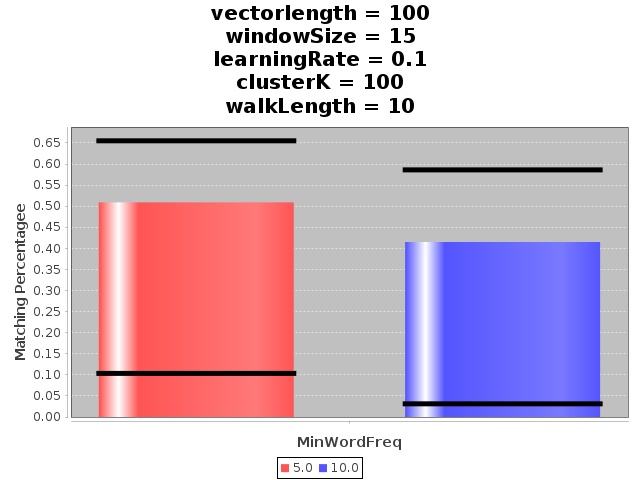 vectorlength = 100
windowSize = 15
learningRate = 0.1
clusterK = 100
walkLength = 10
0.65
0.60
0.55
0.50
0.45
0.40
0.35
0.30
0.25
0.20
0.15
0.10
0.05
0.00
Matching Percentagee
MinWordFreq
5.0 10.0